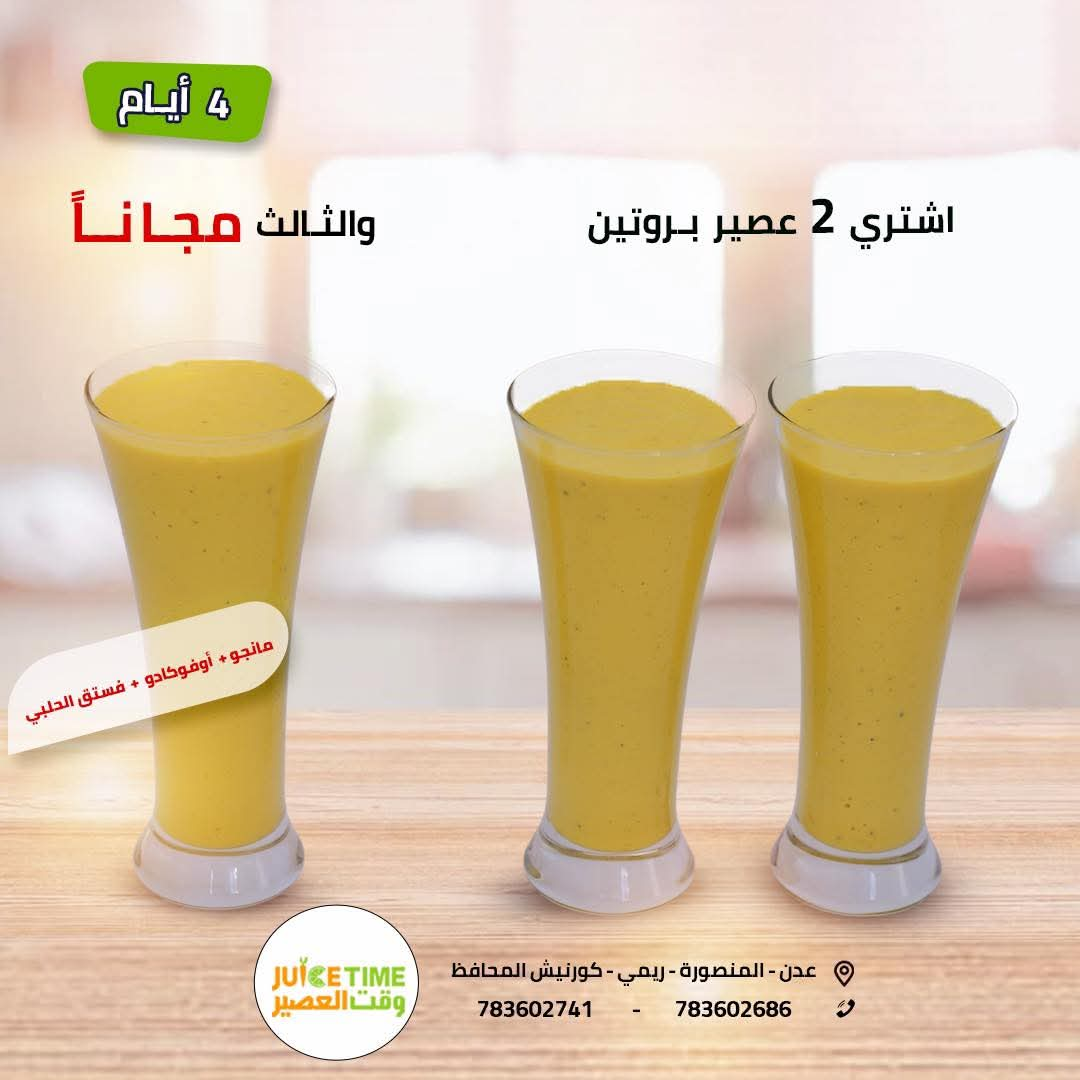 4 أيام
اشتري 2 عصير بروتين
والثالث مجاناً
مانجو + أوفوكادو + فستق الحلبي
JUICE TIME
وقت العصير
عدن - المنصورة - ريمي - كورنيش المحافظ
783602741 - 783602686